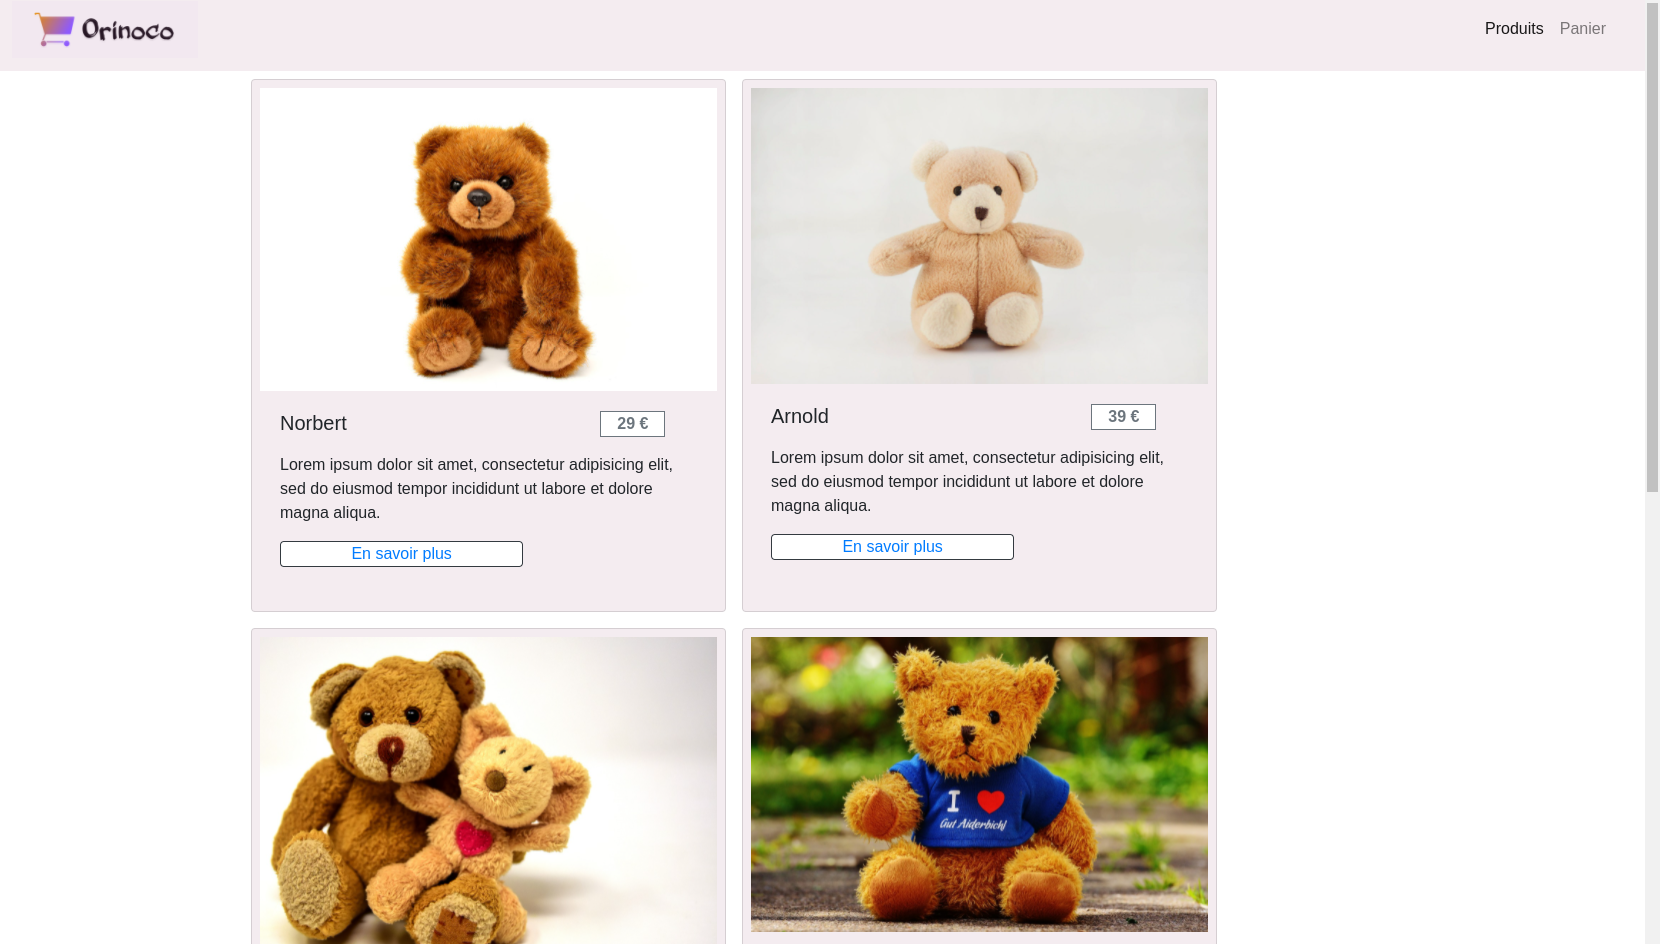 Orinoco
Produits
Panier
Norbert
29 €
Lorem ipsum dolor sit amet, consectetur adipisicing elit,
sed do eiusmod tempor incididunt ut labore et dolore
magna aliqua.
En savoir plus
Arnold
39 €
Lorem ipsum dolor sit amet, consectetur adipisicing elit,
sed do eiusmod tempor incididunt ut labore et dolore
magna aliqua.
En savoir plus
I ❤
Gut Aiderbichl